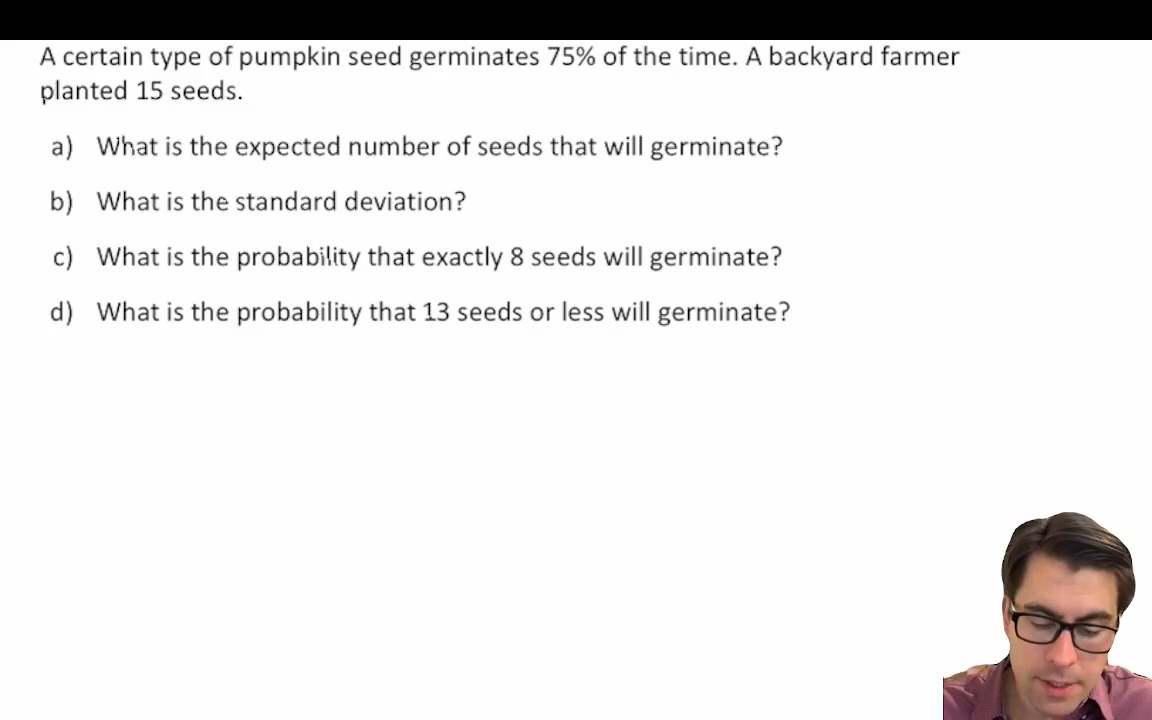 A certain type of pumpkin seed germinates 75% of the time. A backyard farmer
planted 15 seeds.
a) What is the expected number of seeds that will germinate?
b) What is the standard deviation?
c) What is the probability that exactly 8 seeds will germinate?
d) What is the probability that 13 seeds or less will germinate?